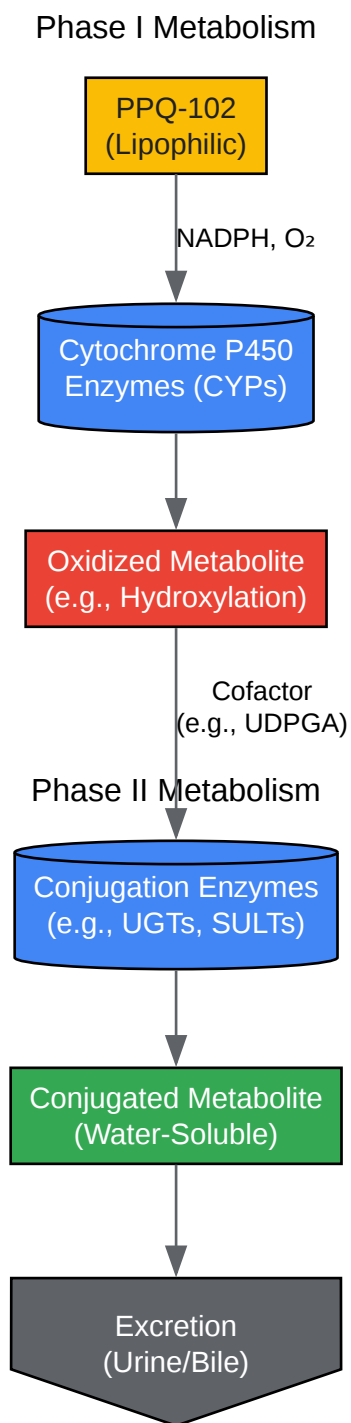 Phase I Metabolism
PPQ-102
(Lipophilic)
NADPH, O₂
Cytochrome P450
Enzymes (CYPs)
Oxidized Metabolite
(e.g., Hydroxylation)
Cofactor
(e.g., UDPGA)
Phase II Metabolism
Conjugation Enzymes
(e.g., UGTs, SULTs)
Conjugated Metabolite
(Water-Soluble)
Excretion
(Urine/Bile)